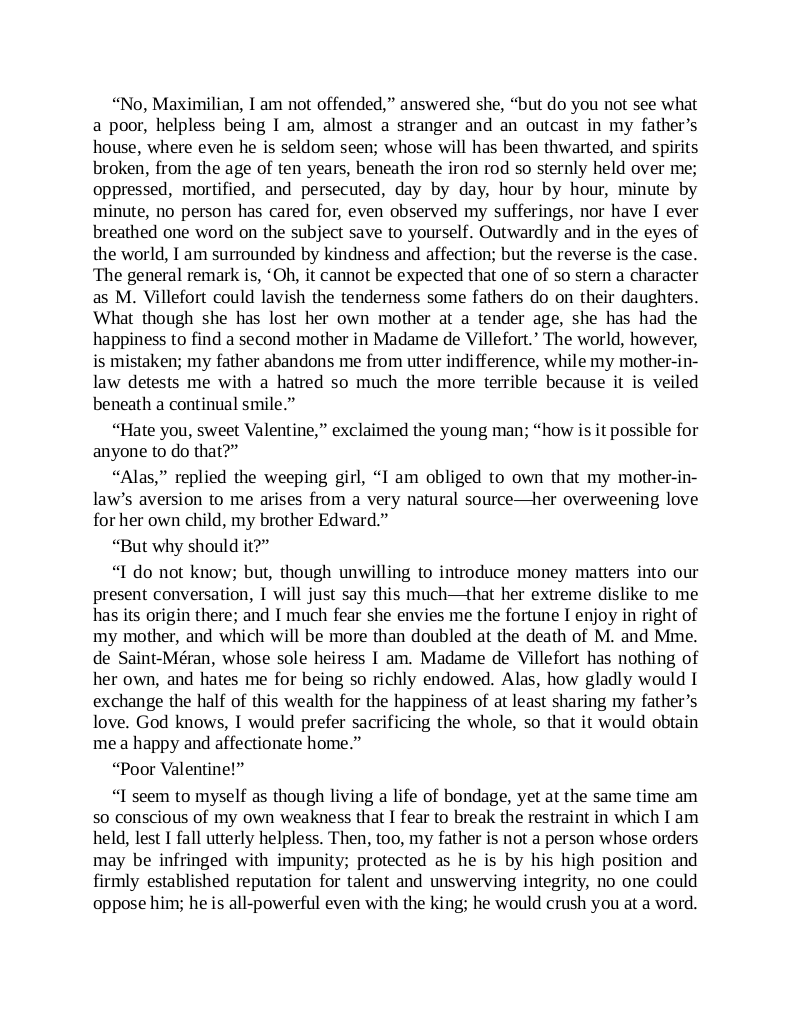 “No, Maximilian, I am not offended,” answered she, “but do you not see what
a poor, helpless being I am, almost a stranger and an outcast in my father’s
house, where even he is seldom seen; whose will has been thwarted, and spirits
broken, from the age of ten years, beneath the iron rod so sternly held over me;
oppressed, mortified, and persecuted, day by day, hour by hour, minute by
minute, no person has cared for, even observed my sufferings, nor have I ever
breathed one word on the subject save to yourself. Outwardly and in the eyes of
the world, I am surrounded by kindness and affection; but the reverse is the case.
The general remark is, ‘Oh, it cannot be expected that one of so stern a character
as M. Villefort could lavish the tenderness some fathers do on their daughters.
What though she has lost her own mother at a tender age, she has had the
happiness to find a second mother in Madame de Villefort.’ The world, however,
is mistaken; my father abandons me from utter indifference, while my mother-in-
law detests me with a hatred so much the more terrible because it is veiled
beneath a continual smile.”
“Hate you, sweet Valentine,” exclaimed the young man; “how is it possible for
anyone to do that?”
“Alas,” replied the weeping girl, “I am obliged to own that my mother-in-
law’s aversion to me arises from a very natural source—her overweening love
for her own child, my brother Edward.”
“But why should it?”
“I do not know; but, though unwilling to introduce money matters into our
present conversation, I will just say this much—that her extreme dislike to me
has its origin there; and I much fear she envies me the fortune I enjoy in right of
my mother, and which will be more than doubled at the death of M. and Mme.
de Saint-Méran, whose sole heiress I am. Madame de Villefort has nothing of
her own, and hates me for being so richly endowed. Alas, how gladly would I
exchange the half of this wealth for the happiness of at least sharing my father’s
love. God knows, I would prefer sacrificing the whole, so that it would obtain
me a happy and affectionate home.”
“Poor Valentine!”
“I seem to myself as though living a life of bondage, yet at the same time am
so conscious of my own weakness that I fear to break the restraint in which I am
held, lest I fall utterly helpless. Then, too, my father is not a person whose orders
may be infringed with impunity; protected as he is by his high position and
firmly established reputation for talent and unswerving integrity, no one could
oppose him; he is all-powerful even with the king; he would crush you at a word.